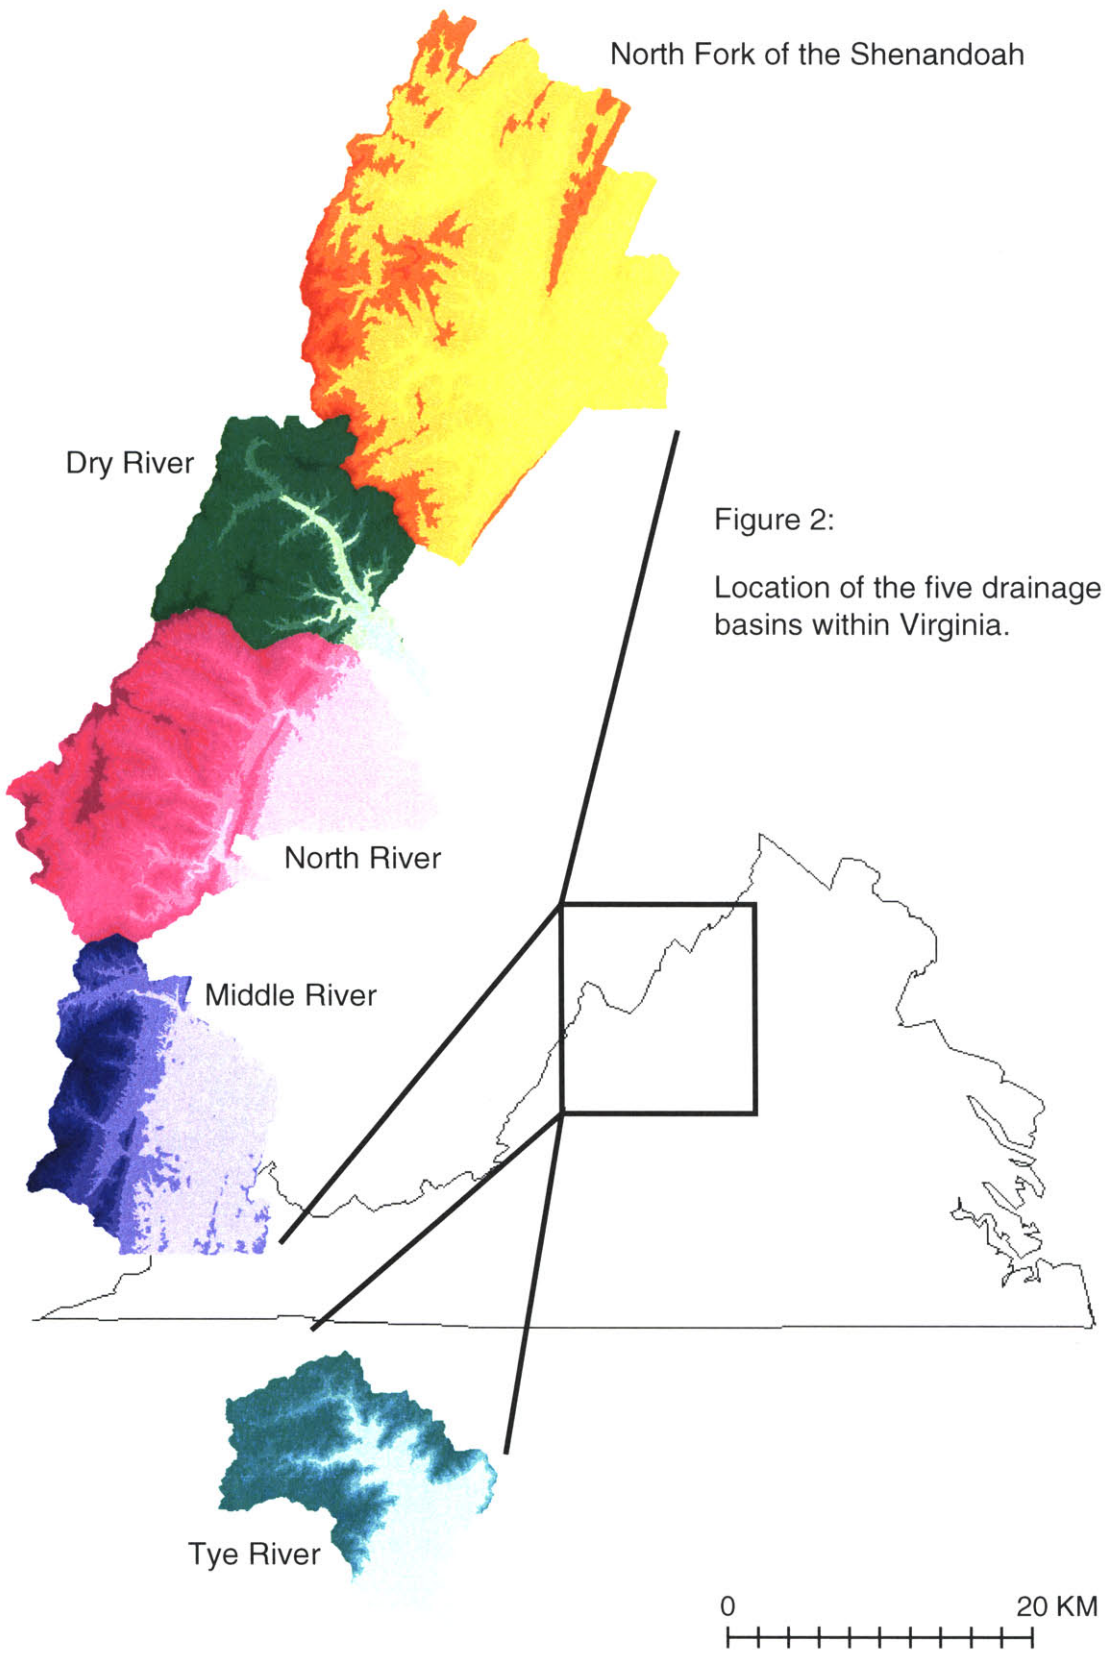 North Fork of the Shenandoah
Dry River
Figure 2:
Location of the five drainage
basins within Virginia.
North River
Middle River
Tye River
0
20 KM